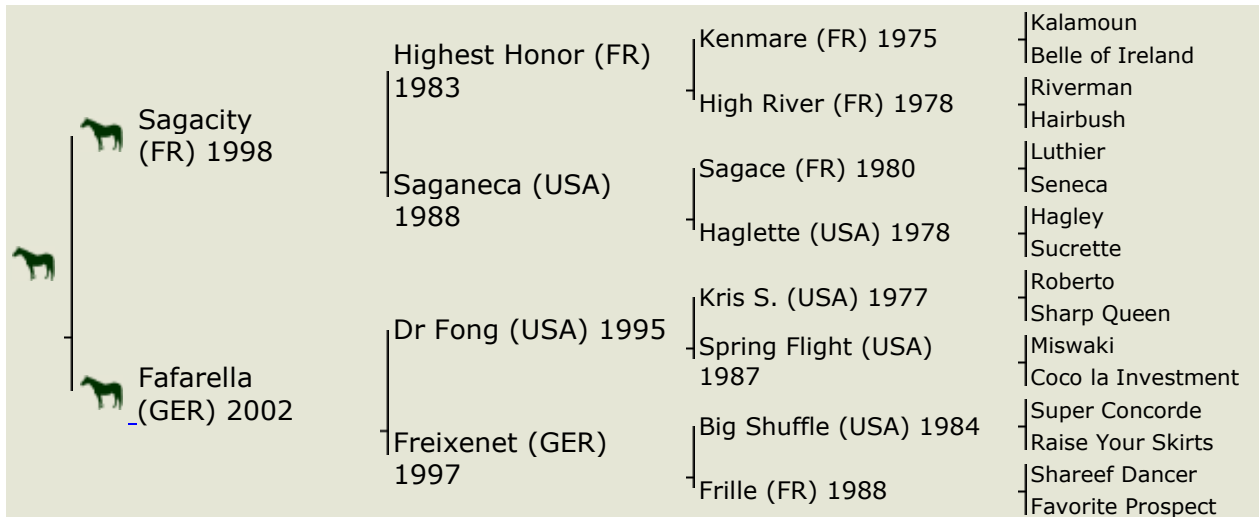 Sagacity
(FR) 1998
Fafarella
(GER) 2002
Highest Honor (FR)
1983
Saganeca (USA)
1988
Dr Fong (USA) 1995
Freixenet (GER)
1997
Kenmare (FR) 1975
High River (FR) 1978
Sagace (FR) 1980
Haglette (USA) 1978
Kris S. (USA) 1977
Spring Flight (USA)
1987
Big Shuffle (USA) 1984
Frille (FR) 1988
Kalamoun
Belle of Ireland
Riverman
Hairbush
Luthier
Seneca
Hagley
Sucrette
Roberto
Sharp Queen
Miswaki
Coco la Investment
Super Concorde
Raise Your Skirts
Shareef Dancer
Favorite Prospect